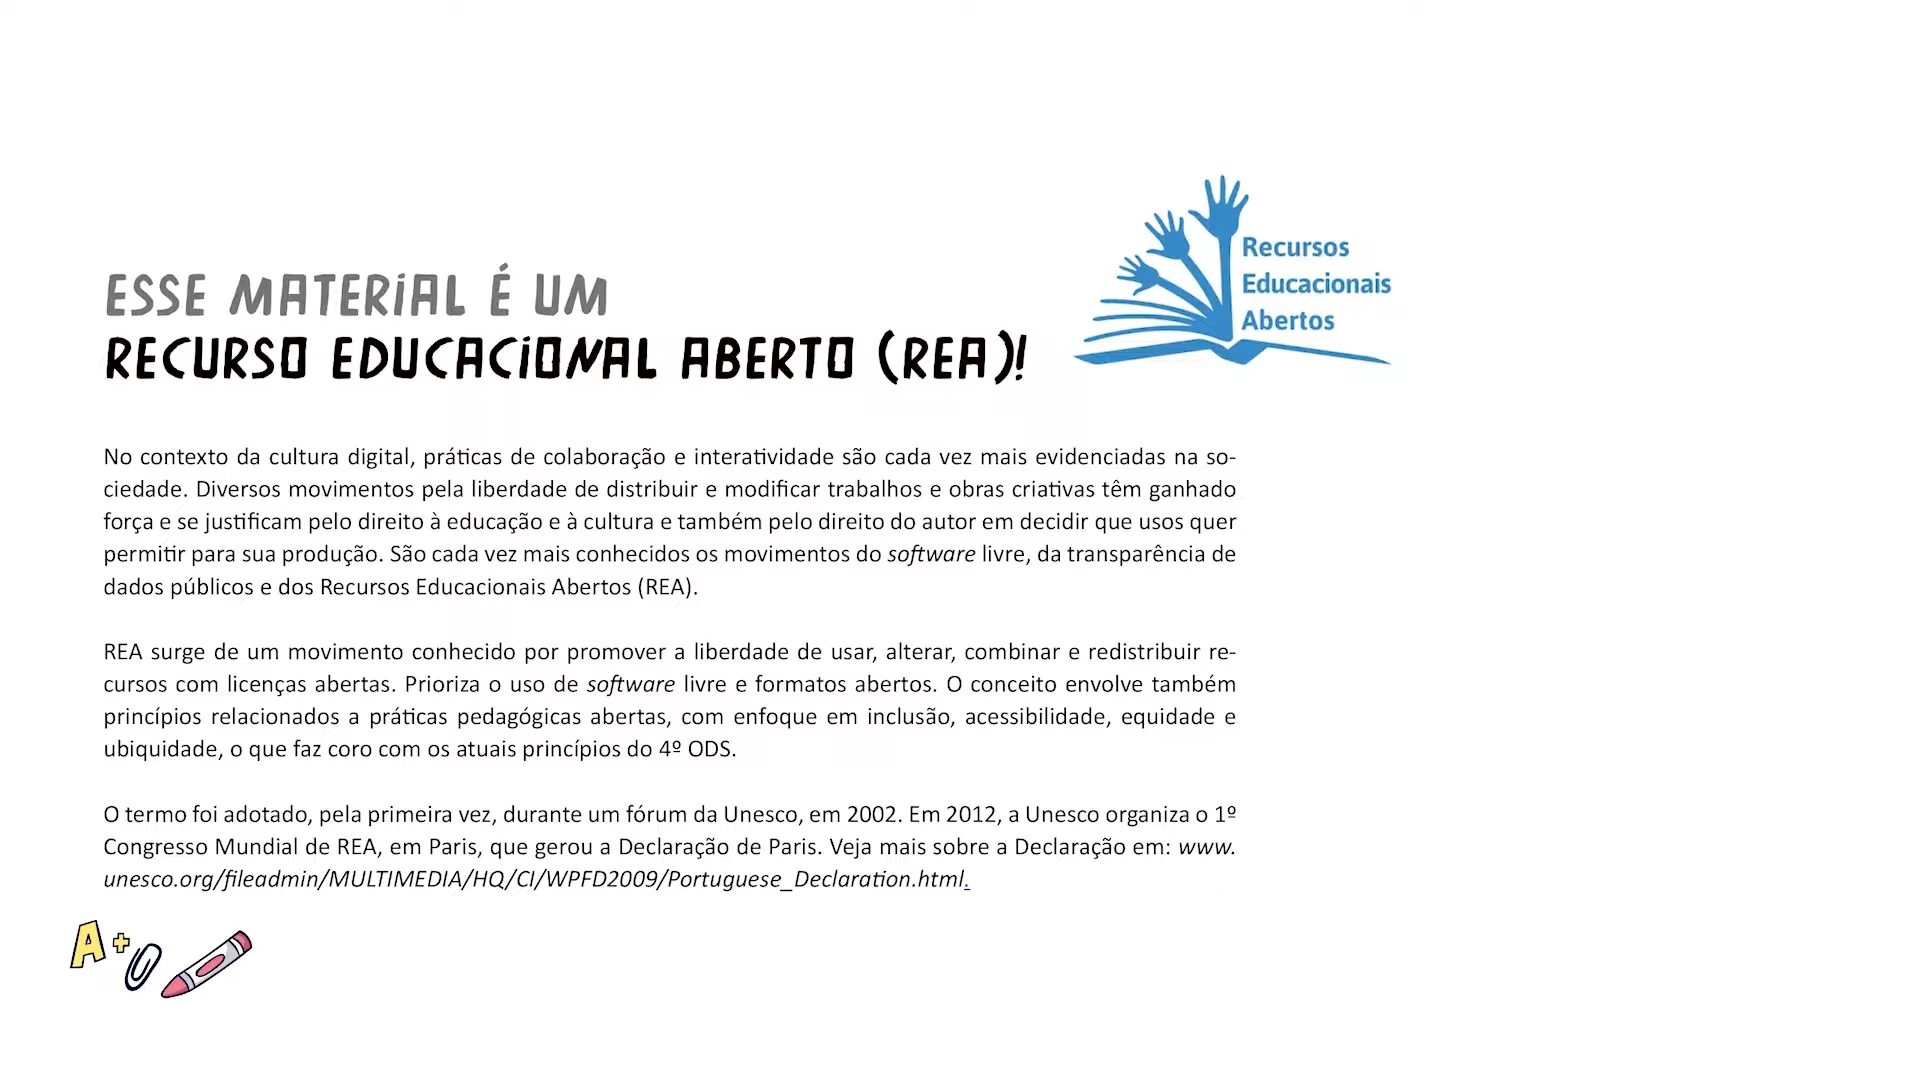 Recursos
Educacionais
Abertos
ESSE MATERIAL É UM
RECURSO EDUCACIONAL ABERTO (REA)!
No contexto da cultura digital, práticas de colaboração e interatividade são cada vez mais evidenciadas na so-
ciedade. Diversos movimentos pela liberdade de distribuir e modificar trabalhos e obras criativas têm ganhado
força e se justificam pelo direito à educação e à cultura e também pelo direito do autor em decidir que usos quer
permitir para sua produção. São cada vez mais conhecidos os movimentos do software livre, da transparência de
dados públicos e dos Recursos Educacionais Abertos (REA).
REA surge de um movimento conhecido por promover a liberdade de usar, alterar, combinar e redistribuir re-
cursos com licenças abertas. Prioriza o uso de software livre e formatos abertos. O conceito envolve também
princípios relacionados a práticas pedagógicas abertas, com enfoque em inclusão, acessibilidade, equidade e
ubiquidade, o que faz coro com os atuais princípios do 4º ODS.
O termo foi adotado, pela primeira vez, durante um fórum da Unesco, em 2002. Em 2012, a Unesco organiza o 1º
Congresso Mundial de REA, em Paris, que gerou a Declaração de Paris. Veja mais sobre a Declaração em: www.
unesco.org/fileadmin/MULTIMEDIA/HQ/CI/WPFD2009/Portuguese_Declaration.html.
A+